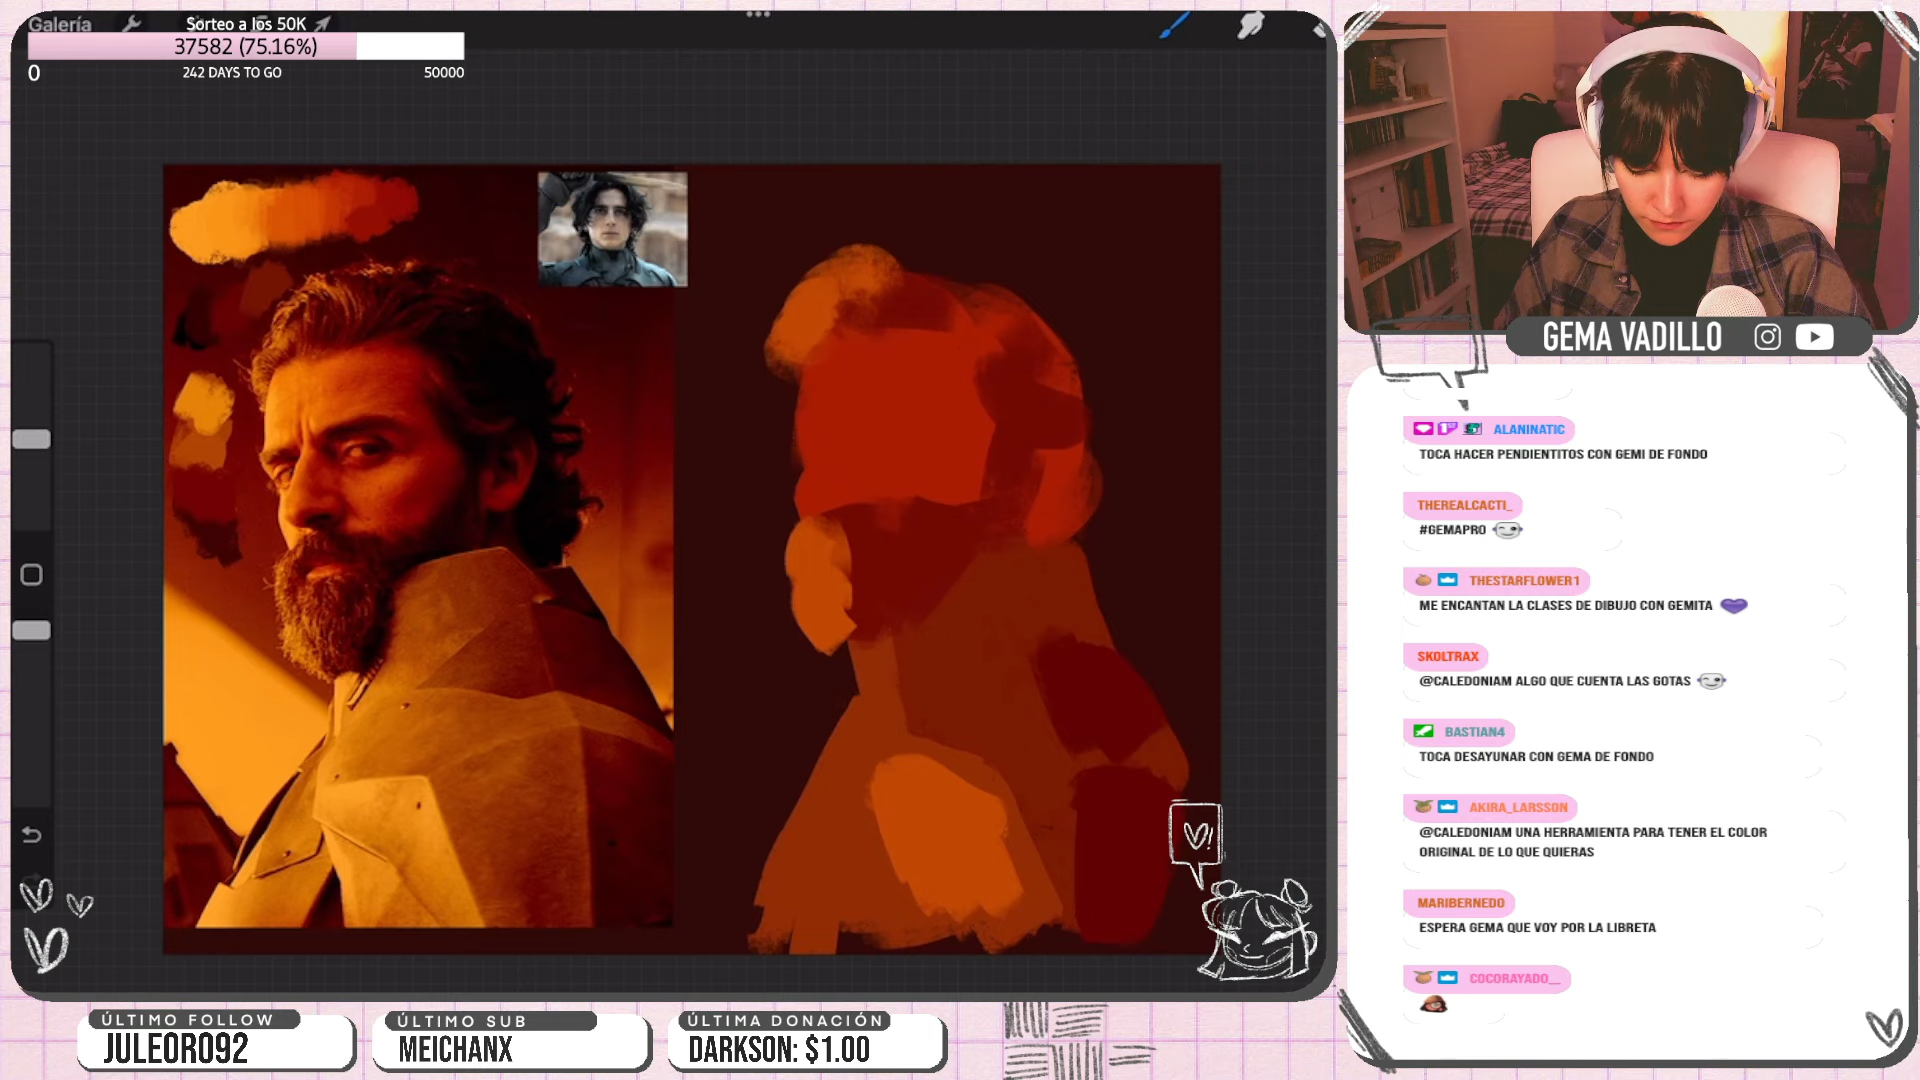 Galería
Sorteo a los 50K
37582 (75.16%)
0
242 DAYS TO GO
50000
GEMA VADILLO
ALANINATIC
TOCA HACER PENDIENTITOS CON GEMI DE FONDO
THEREALCACTI_
#GEMAPRO
THESTARFLOWER1
ME ENCANTAN LA CLASES DE DIBUJO CON GEMITA
SKOLTRAX
@CALEDONIAM ALGO QUE CUENTA LAS GOTAS
BASTIAN4
TOCA DESAYUNAR CON GEMA DE FONDO
AKIRA_LARSSON
@CALEDONIAM UNA HERRAMIENTA PARA TENER EL COLOR
ORIGINAL DE LO QUE QUIERAS
MARIBERNEDO
ESPERA GEMA QUE VOY POR LA LIBRETA
COCORAYADO__
ÚLTIMO FOLLOW
JULEOR092
ÚLTIMO SUB
MEICHANX
ÚLTIMA DONACIÓN
DARKSON: $1.00